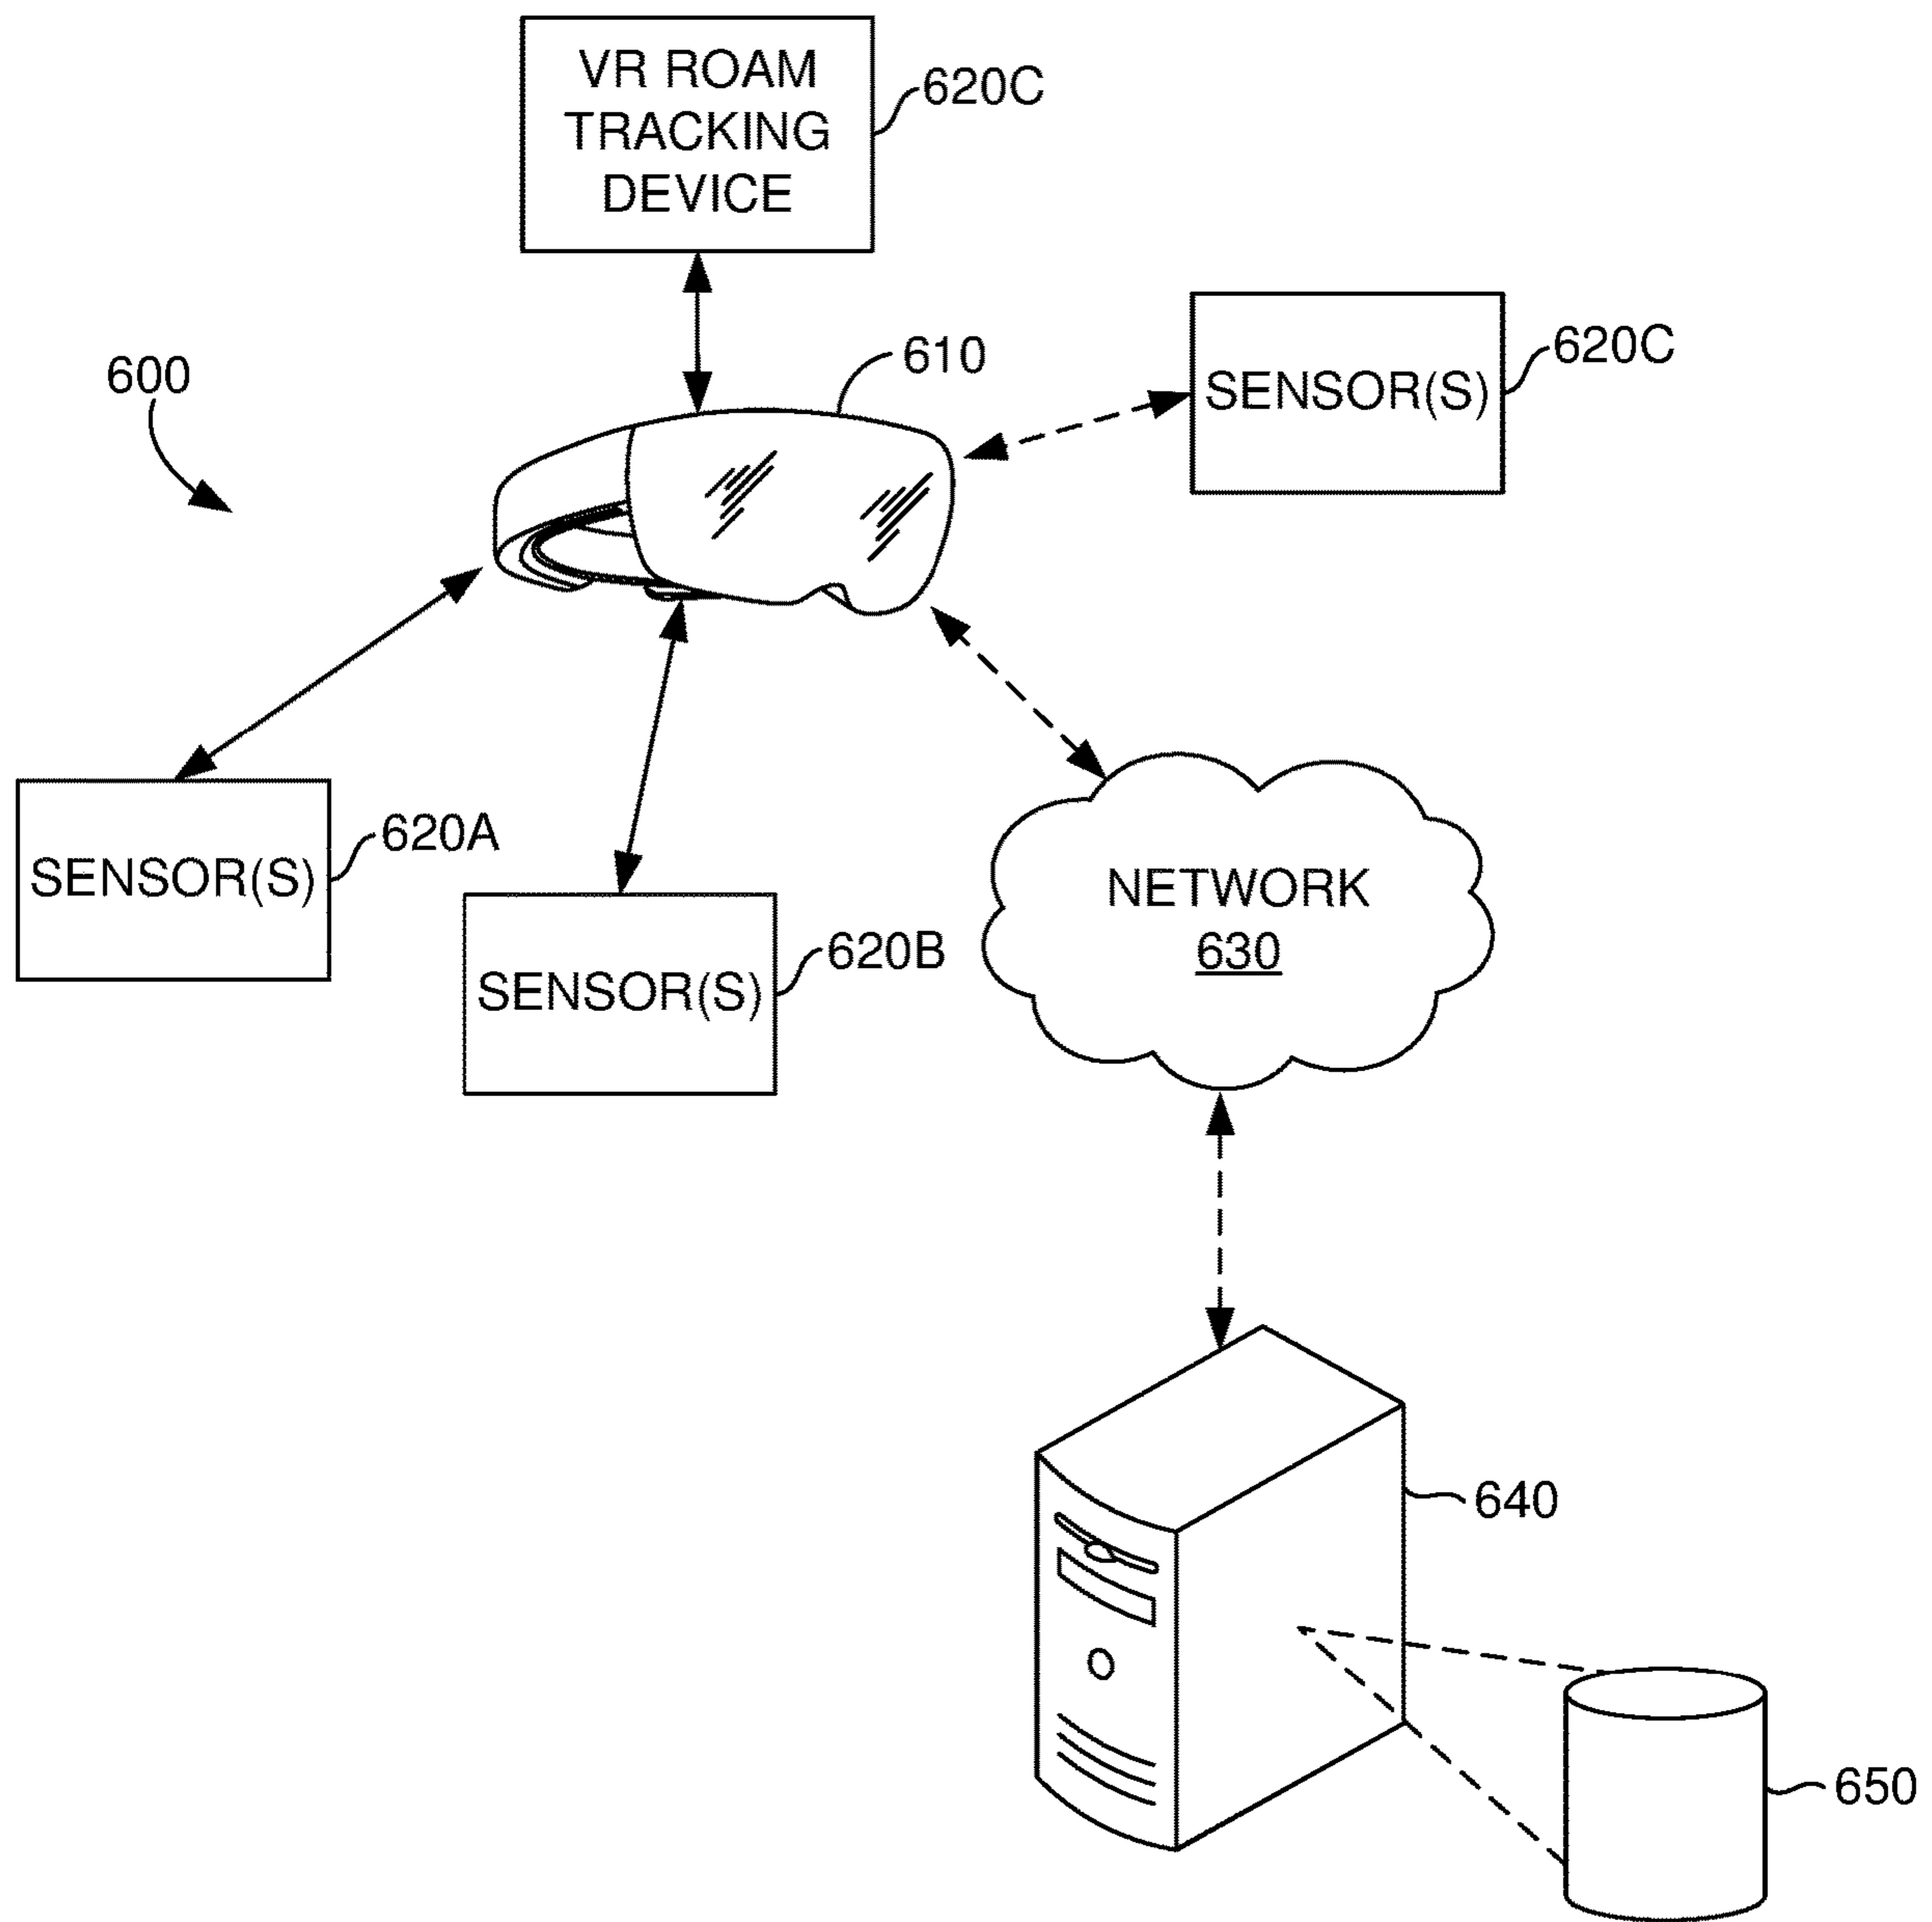 VR ROAM
TRACKING
DEVICE
620C
610
620C
SENSOR(S)
600
620A
SENSOR(S)
620B
SENSOR(S)
NETWORK
630
640
650